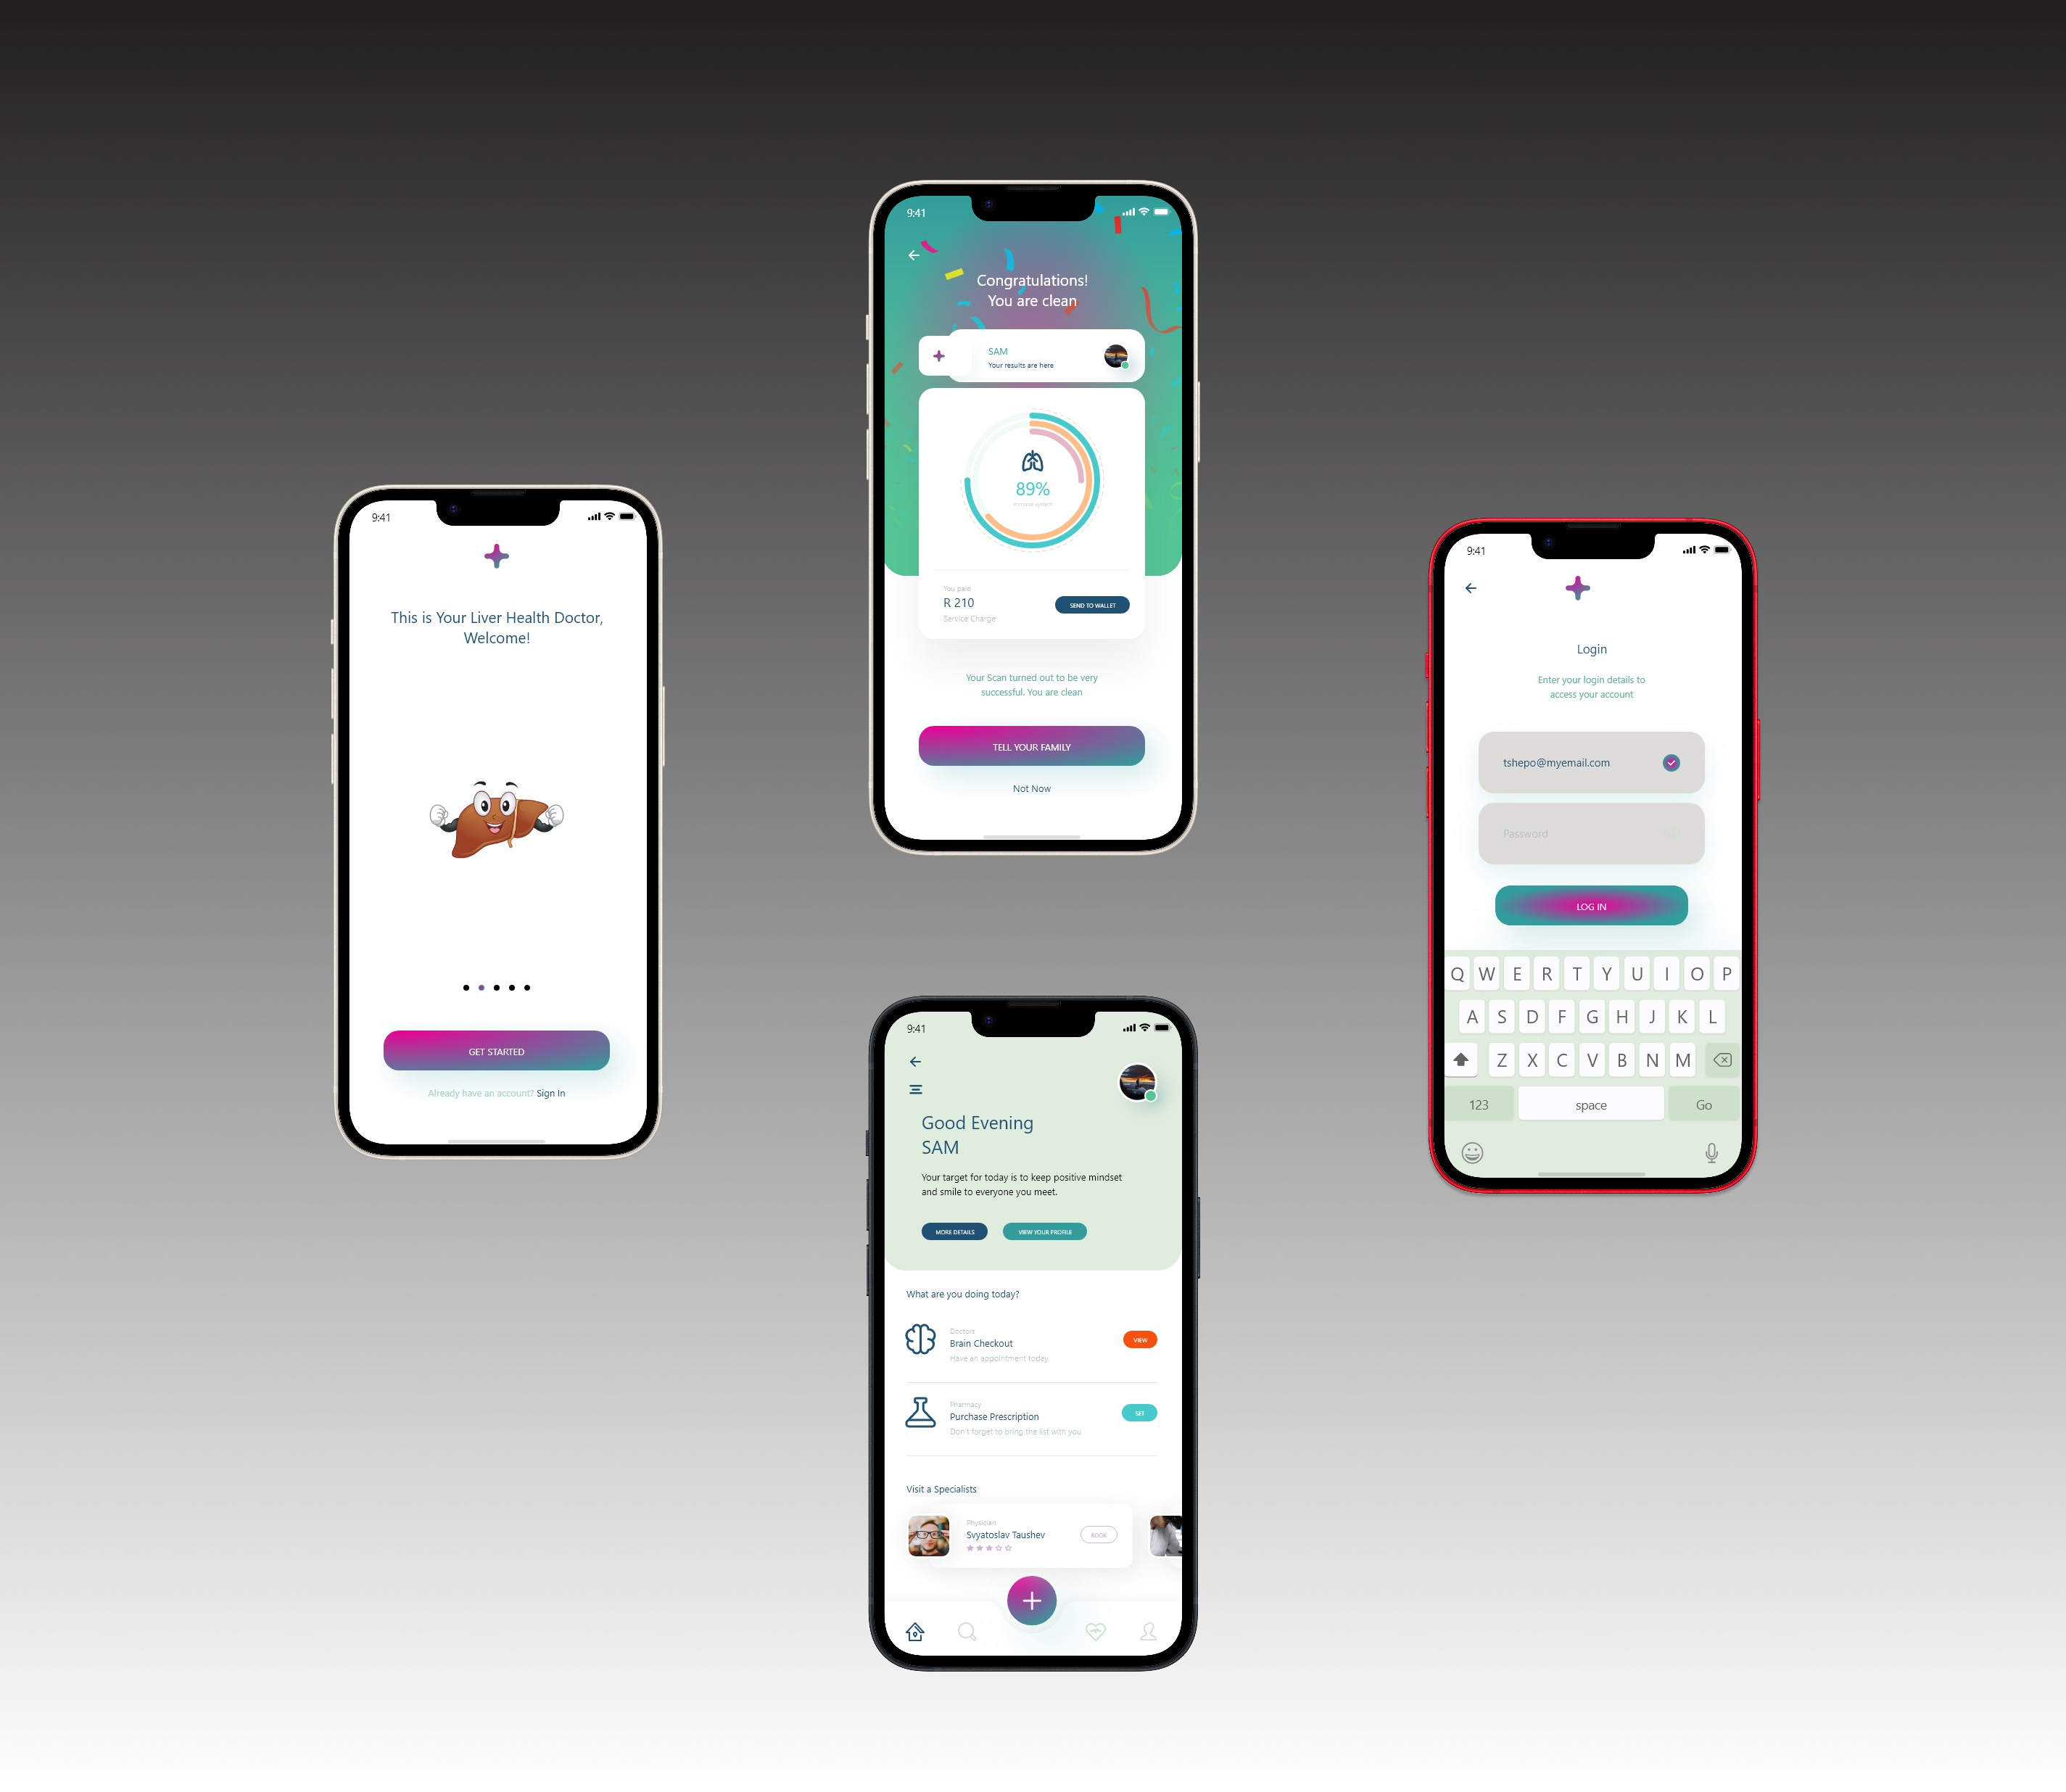 9:41
This is Your Liver Health Doctor,
Welcome!
GET STARTED
Already have an account? Sign In
9:41
Congratulations!
You are clean
SAM
Your results are here
89%
immune system
You paid
R 210
Service Charge
SEND TO WALLET
Your Scan turned out to be very
successful. You are clean
TELL YOUR FAMILY
Not Now
9:41
Good Evening
SAM
Your target for today is to keep positive mindset
and smile to everyone you meet.
MORE DETAILS
VIEW YOUR PROFILE
What are you doing today?
Doctors
Brain Checkout
Have an appointment today
VIEW
Pharmacy
Purchase Prescription
Don't forget to bring the list with you
SET
Visit a Specialists
Physician
Svyatoslav Taushev
BOOK
9:41
Login
Enter your login details to
access your account
tshepo@myemail.com
Password
LOG IN
Q W E R T Y U I O P
A S D F G H J K L
Z X C V B N M
123 space Go